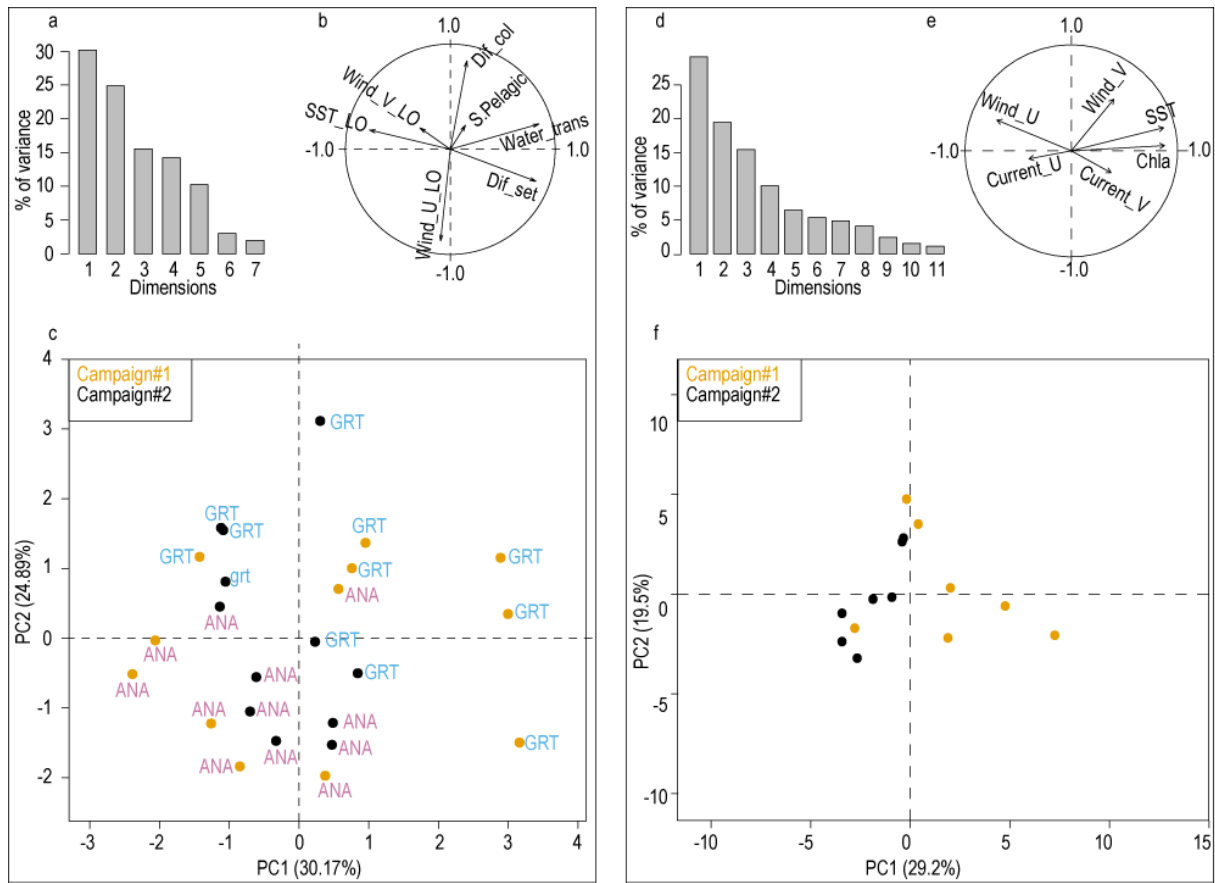 a
% of variance
30
25
20
15
10
5
0
1 2 3 4 5 6 7
Dimensions
b
1.0
Dif_col
Wind_V_LO
S.Pelagic
SST_LO
Water_trans
-1.0
1.0
Dif_set
Wind_U_LO
-1.0
c
Campaign#1
Campaign#2
PC2 (24.89%)
4
3
2
1
0
-1
-2
GRT
GRT
GRT
GRT
GRT
GRT
grt
GRT
ANA
GRT
ANA
ANA
GRT
ANA
ANA
GRT
ANA
ANA
ANA
ANA
GRT
ANA
ANA
ANA
-3 -2 -1 0 1 2 3 4
PC1 (30.17%)
d
% of variance
25
20
15
10
5
0
1 2 3 4 5 6 7 8 9 10 11
Dimensions
e
1.0
Wind_V
Wind_U
SST
-1.0
1.0
Chla
Current_U
Current_V
-1.0
f
Campaign#1
Campaign#2
PC2 (19.5%)
10
5
0
-5
-10
-10 -5 0 5 10 15
PC1 (29.2%)